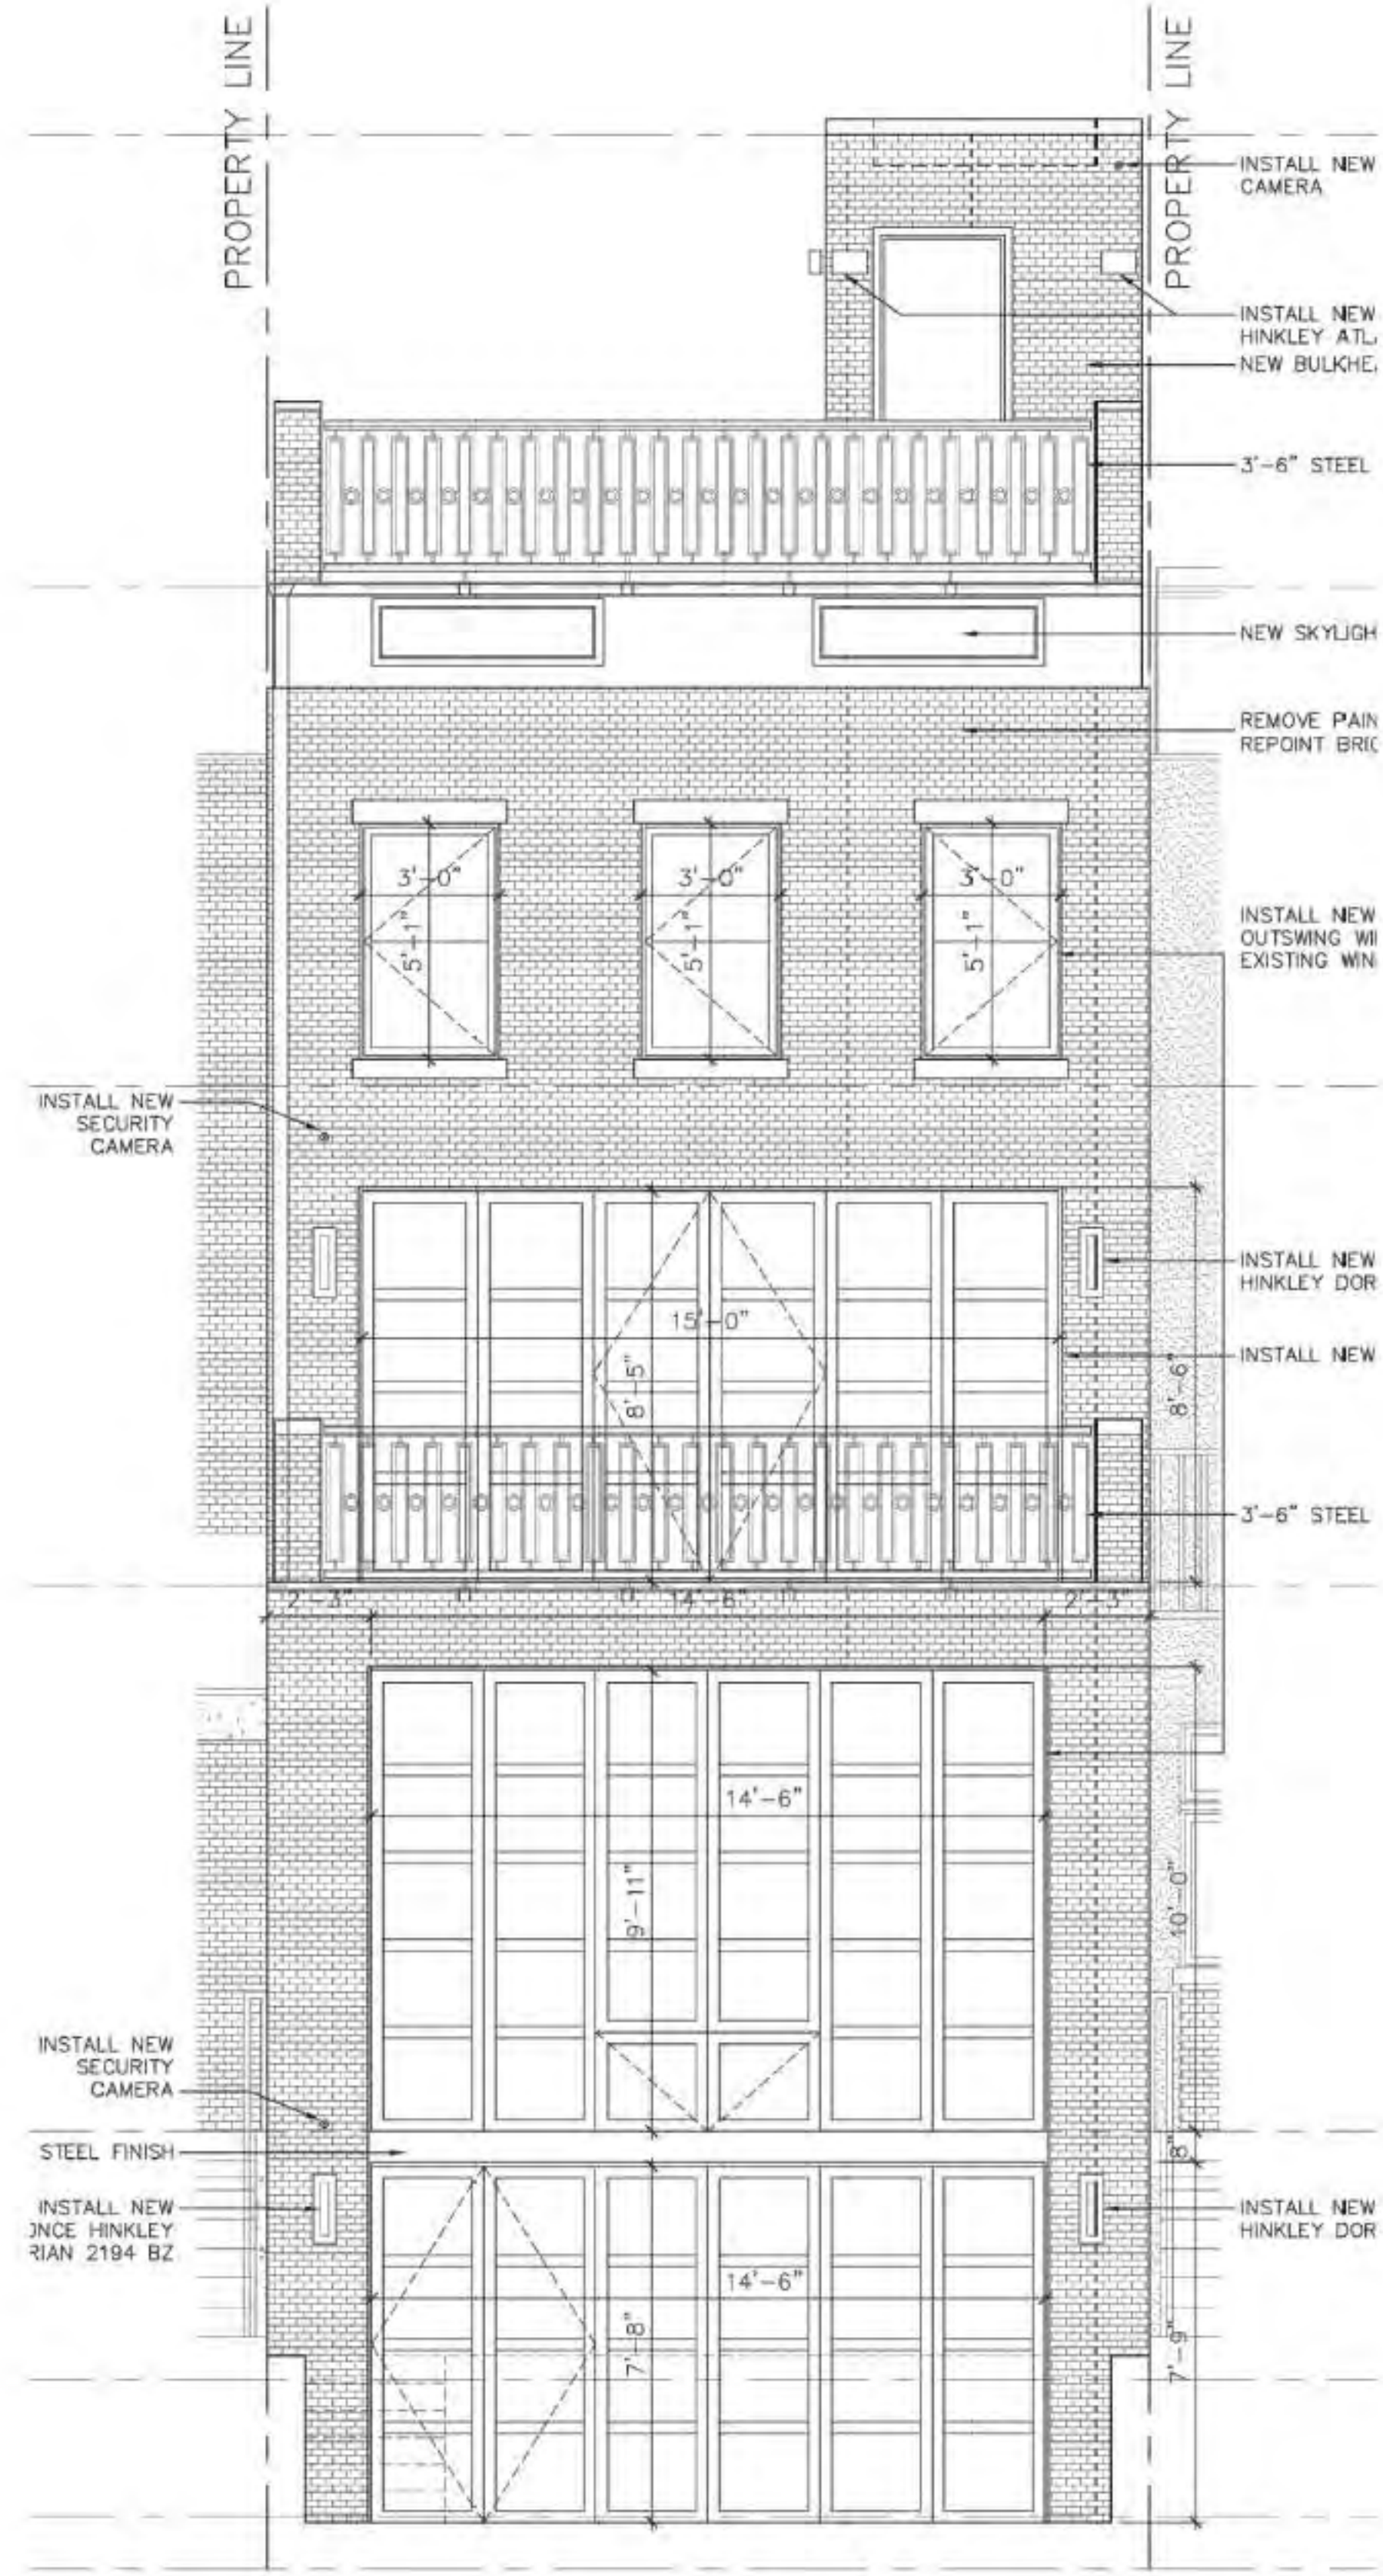 PROPERTY LINE
PROPERTY LINE
INSTALL NEW
CAMERA
INSTALL NEW
HINKLEY ATL
NEW BULKHE
3'-6" STEEL
NEW SKYLIGH
REMOVE PAIN
REPOINT BRIC
3'-0"
3'-0"
3'-0"
5'-1"
5'-1"
5'-1"
INSTALL NEW
OUTSWING WI
EXISTING WIN
INSTALL NEW
SECURITY
CAMERA
INSTALL NEW
HINKLEY DOR
15'-0"
8'-5"
8'-6"
INSTALL NEW
3'-6" STEEL
2'-3"
14'-6"
2'-3"
14'-6"
9'-11"
10'-0"
INSTALL NEW
SECURITY
CAMERA
STEEL FINISH
8"
INSTALL NEW
ONCE HINKLEY
RIAN 2194 BZ
INSTALL NEW
HINKLEY DOR
14'-6"
7'-8"
7'-9"